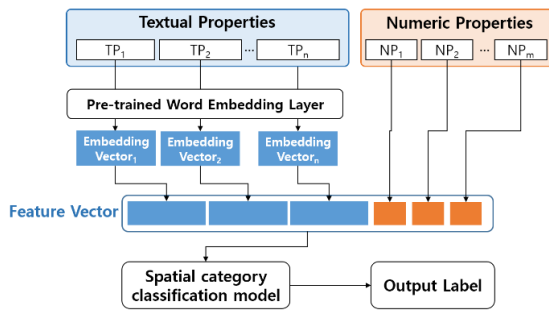 Textual Properties
Numeric Properties
TP1 TP2 ... TPn
NP1 NP2 ... NPm
Pre-trained Word Embedding Layer
Embedding
Vector1
Embedding
Vector2
Embedding
Vectorn
Feature Vector
Spatial category
classification model
Output Label